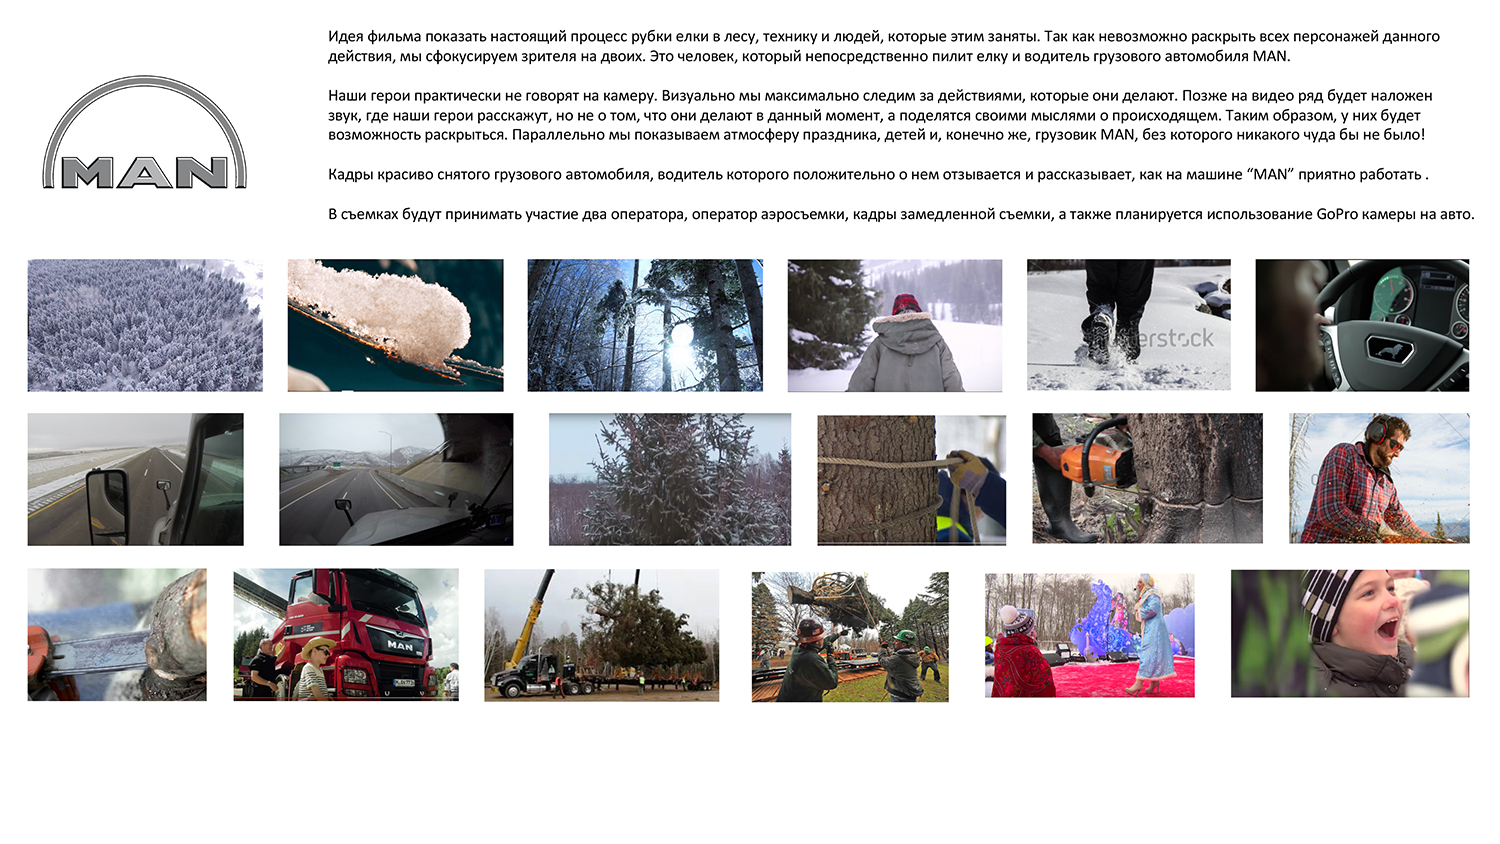 Идея фильма показать настоящий процесс рубки елки в лесу, технику и людей, которые этим заняты. Так как невозможно раскрыть всех персонажей данного
действия, мы сфокусируем зрителя на двоих. Это человек, который непосредственно пилит елку и водитель грузового автомобиля MAN.
Наши герои практически не говорят на камеру. Визуально мы максимально следим за действиями, которые они делают. Позже на видео ряд будет наложен
звук, где наши герои расскажут, но не о том, что они делают в данный момент, а поделятся своими мыслями о происходящем. Таким образом, у них будет
возможность раскрыться. Параллельно мы показываем атмосферу праздника, детей и, конечно же, грузовик MAN, без которого никакого чуда бы не было!
MAN
Кадры красиво снятого грузового автомобиля, водитель которого положительно о нем отзывается и рассказывает, как на машине “MAN” приятно работать .
В съемках будут принимать участие два оператора, оператор аэросъемки, кадры замедленной съемки, а также планируется использование GoPro камеры на авто.
terstock
MAN